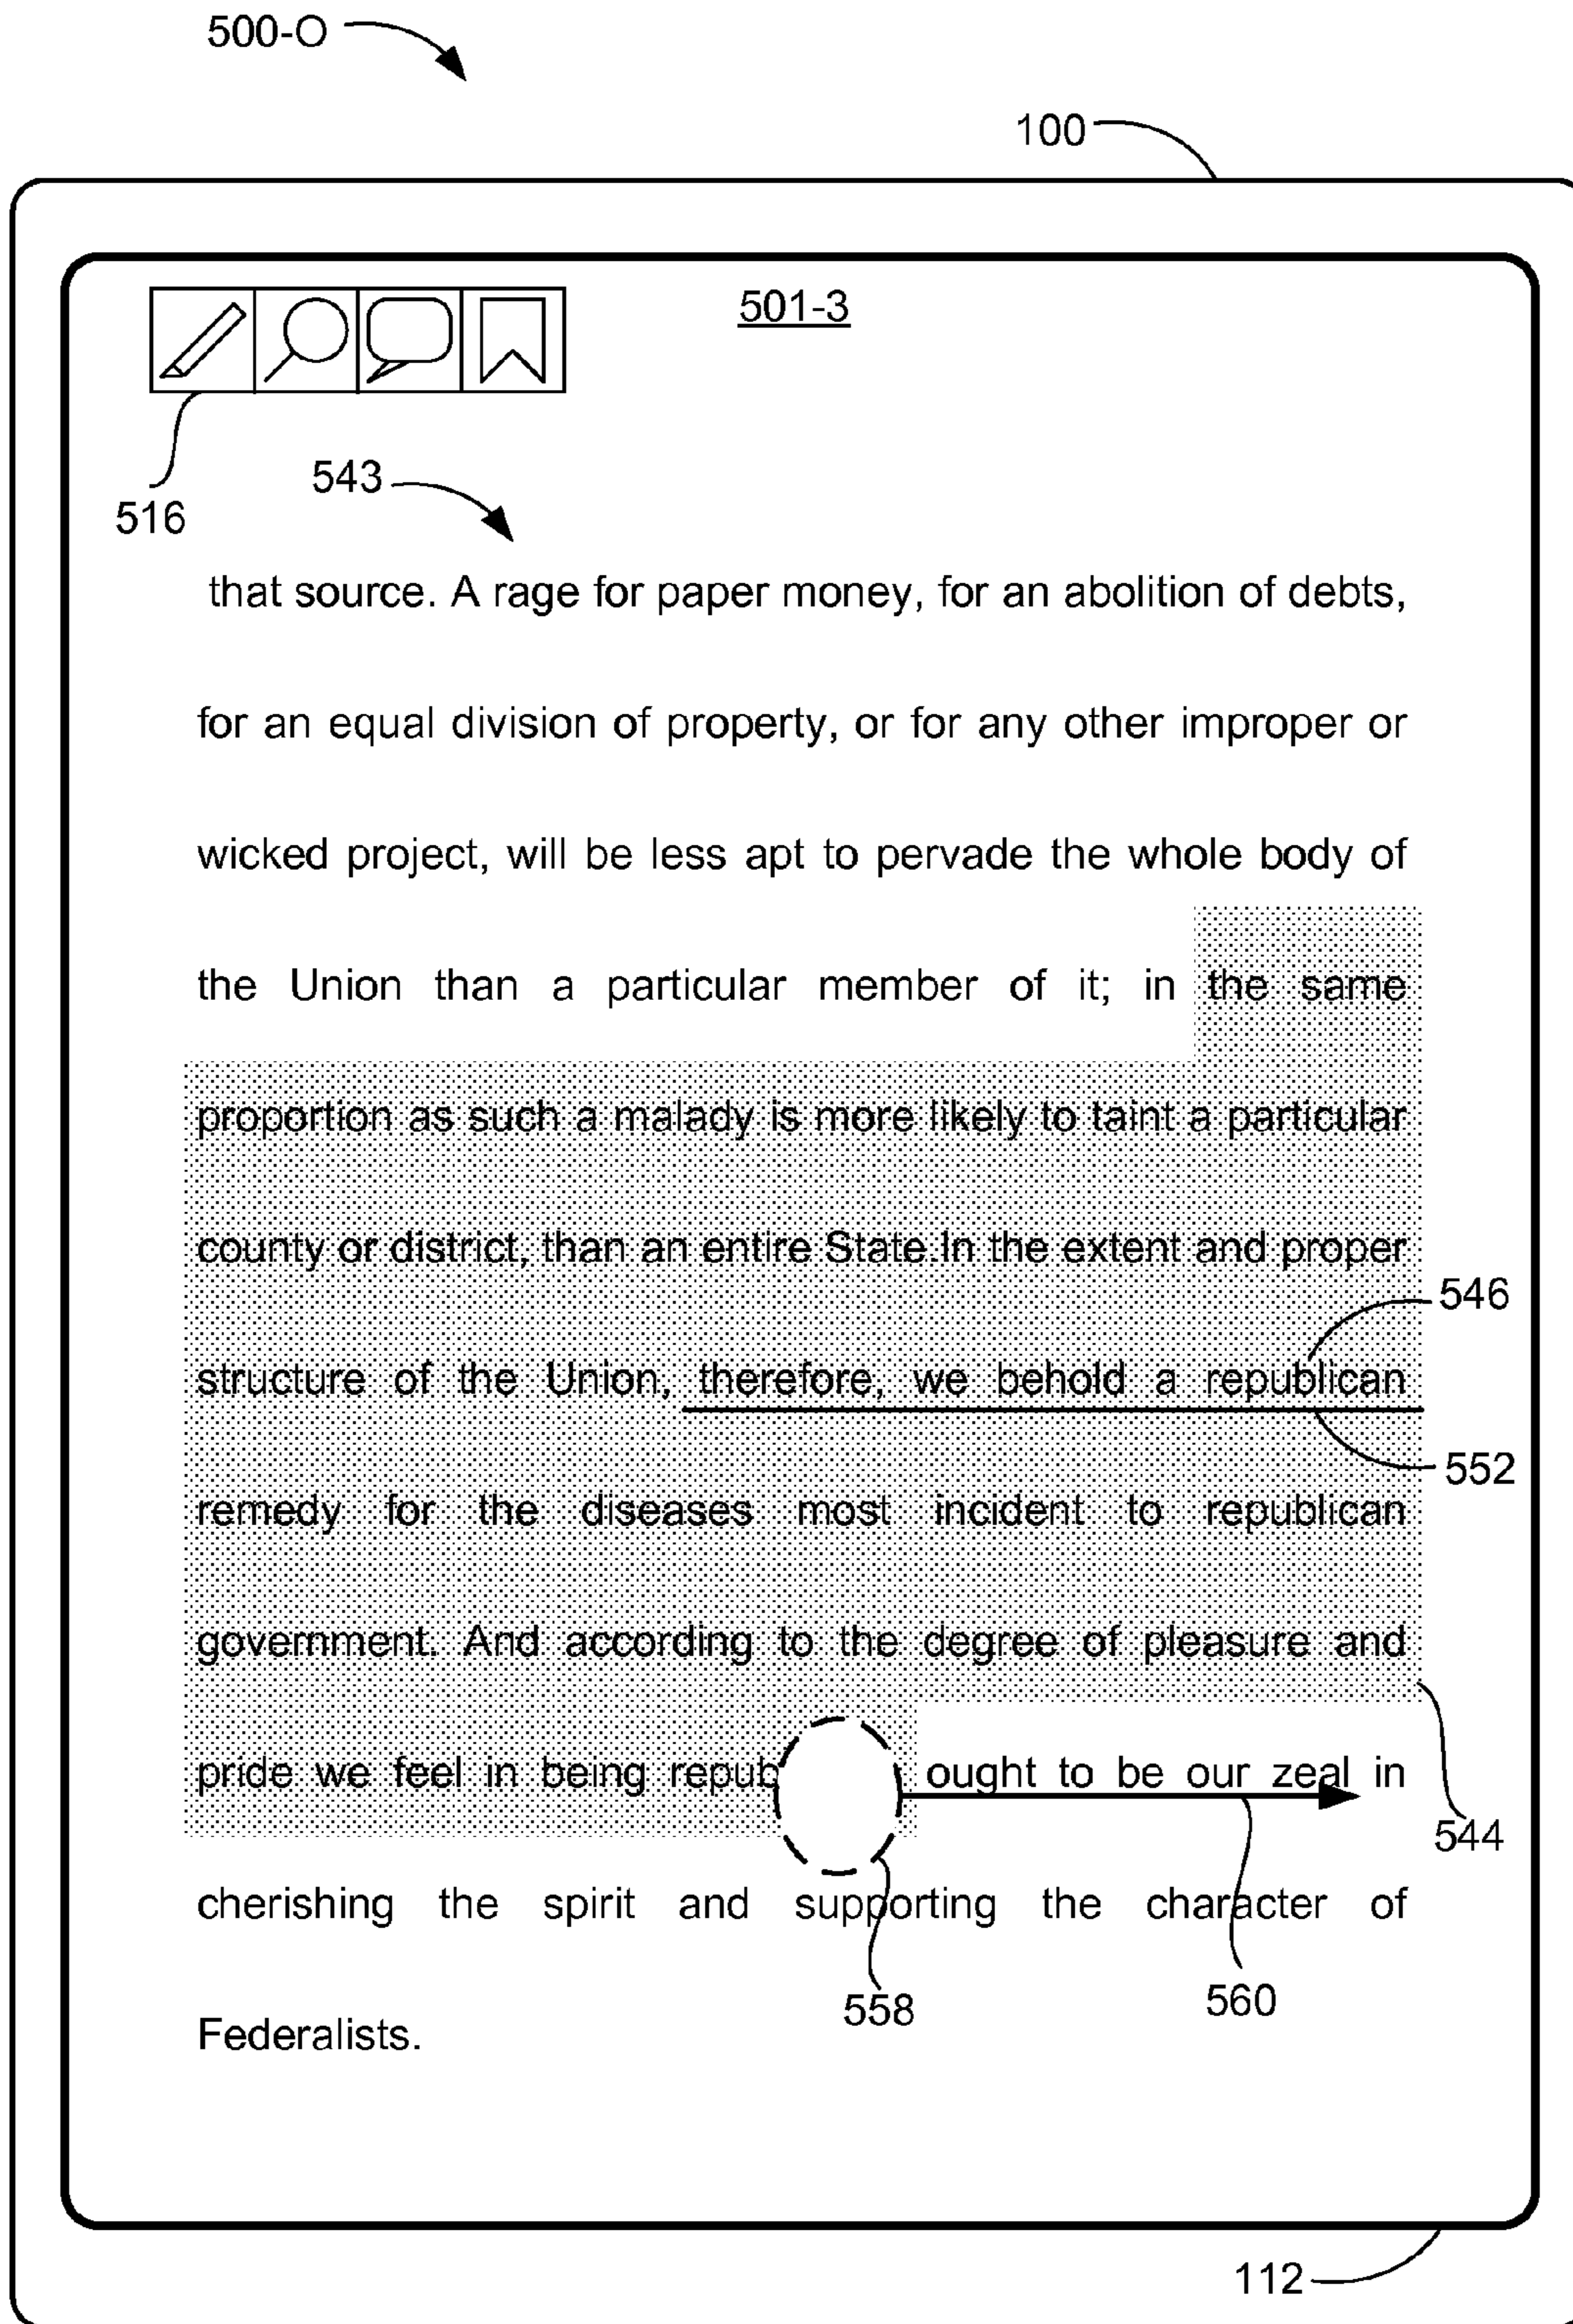 500-O
100
501-3
516
543
that source. A rage for paper money, for an abolition of debts,
for an equal division of property, or for any other improper or
wicked project, will be less apt to pervade the whole body of
the Union than a particular member of it; in the same
proportion as such a malady is more likely to taint a particular
county or district, than an entire State.In the extent and proper
546
structure of the Union, therefore, we behold a republican
552
remedy for the diseases most incident to republican
government. And according to the degree of pleasure and
pride we feel in being repub ought to be our zeal in
544
cherishing the spirit and supporting the character of
558
560
Federalists.
112